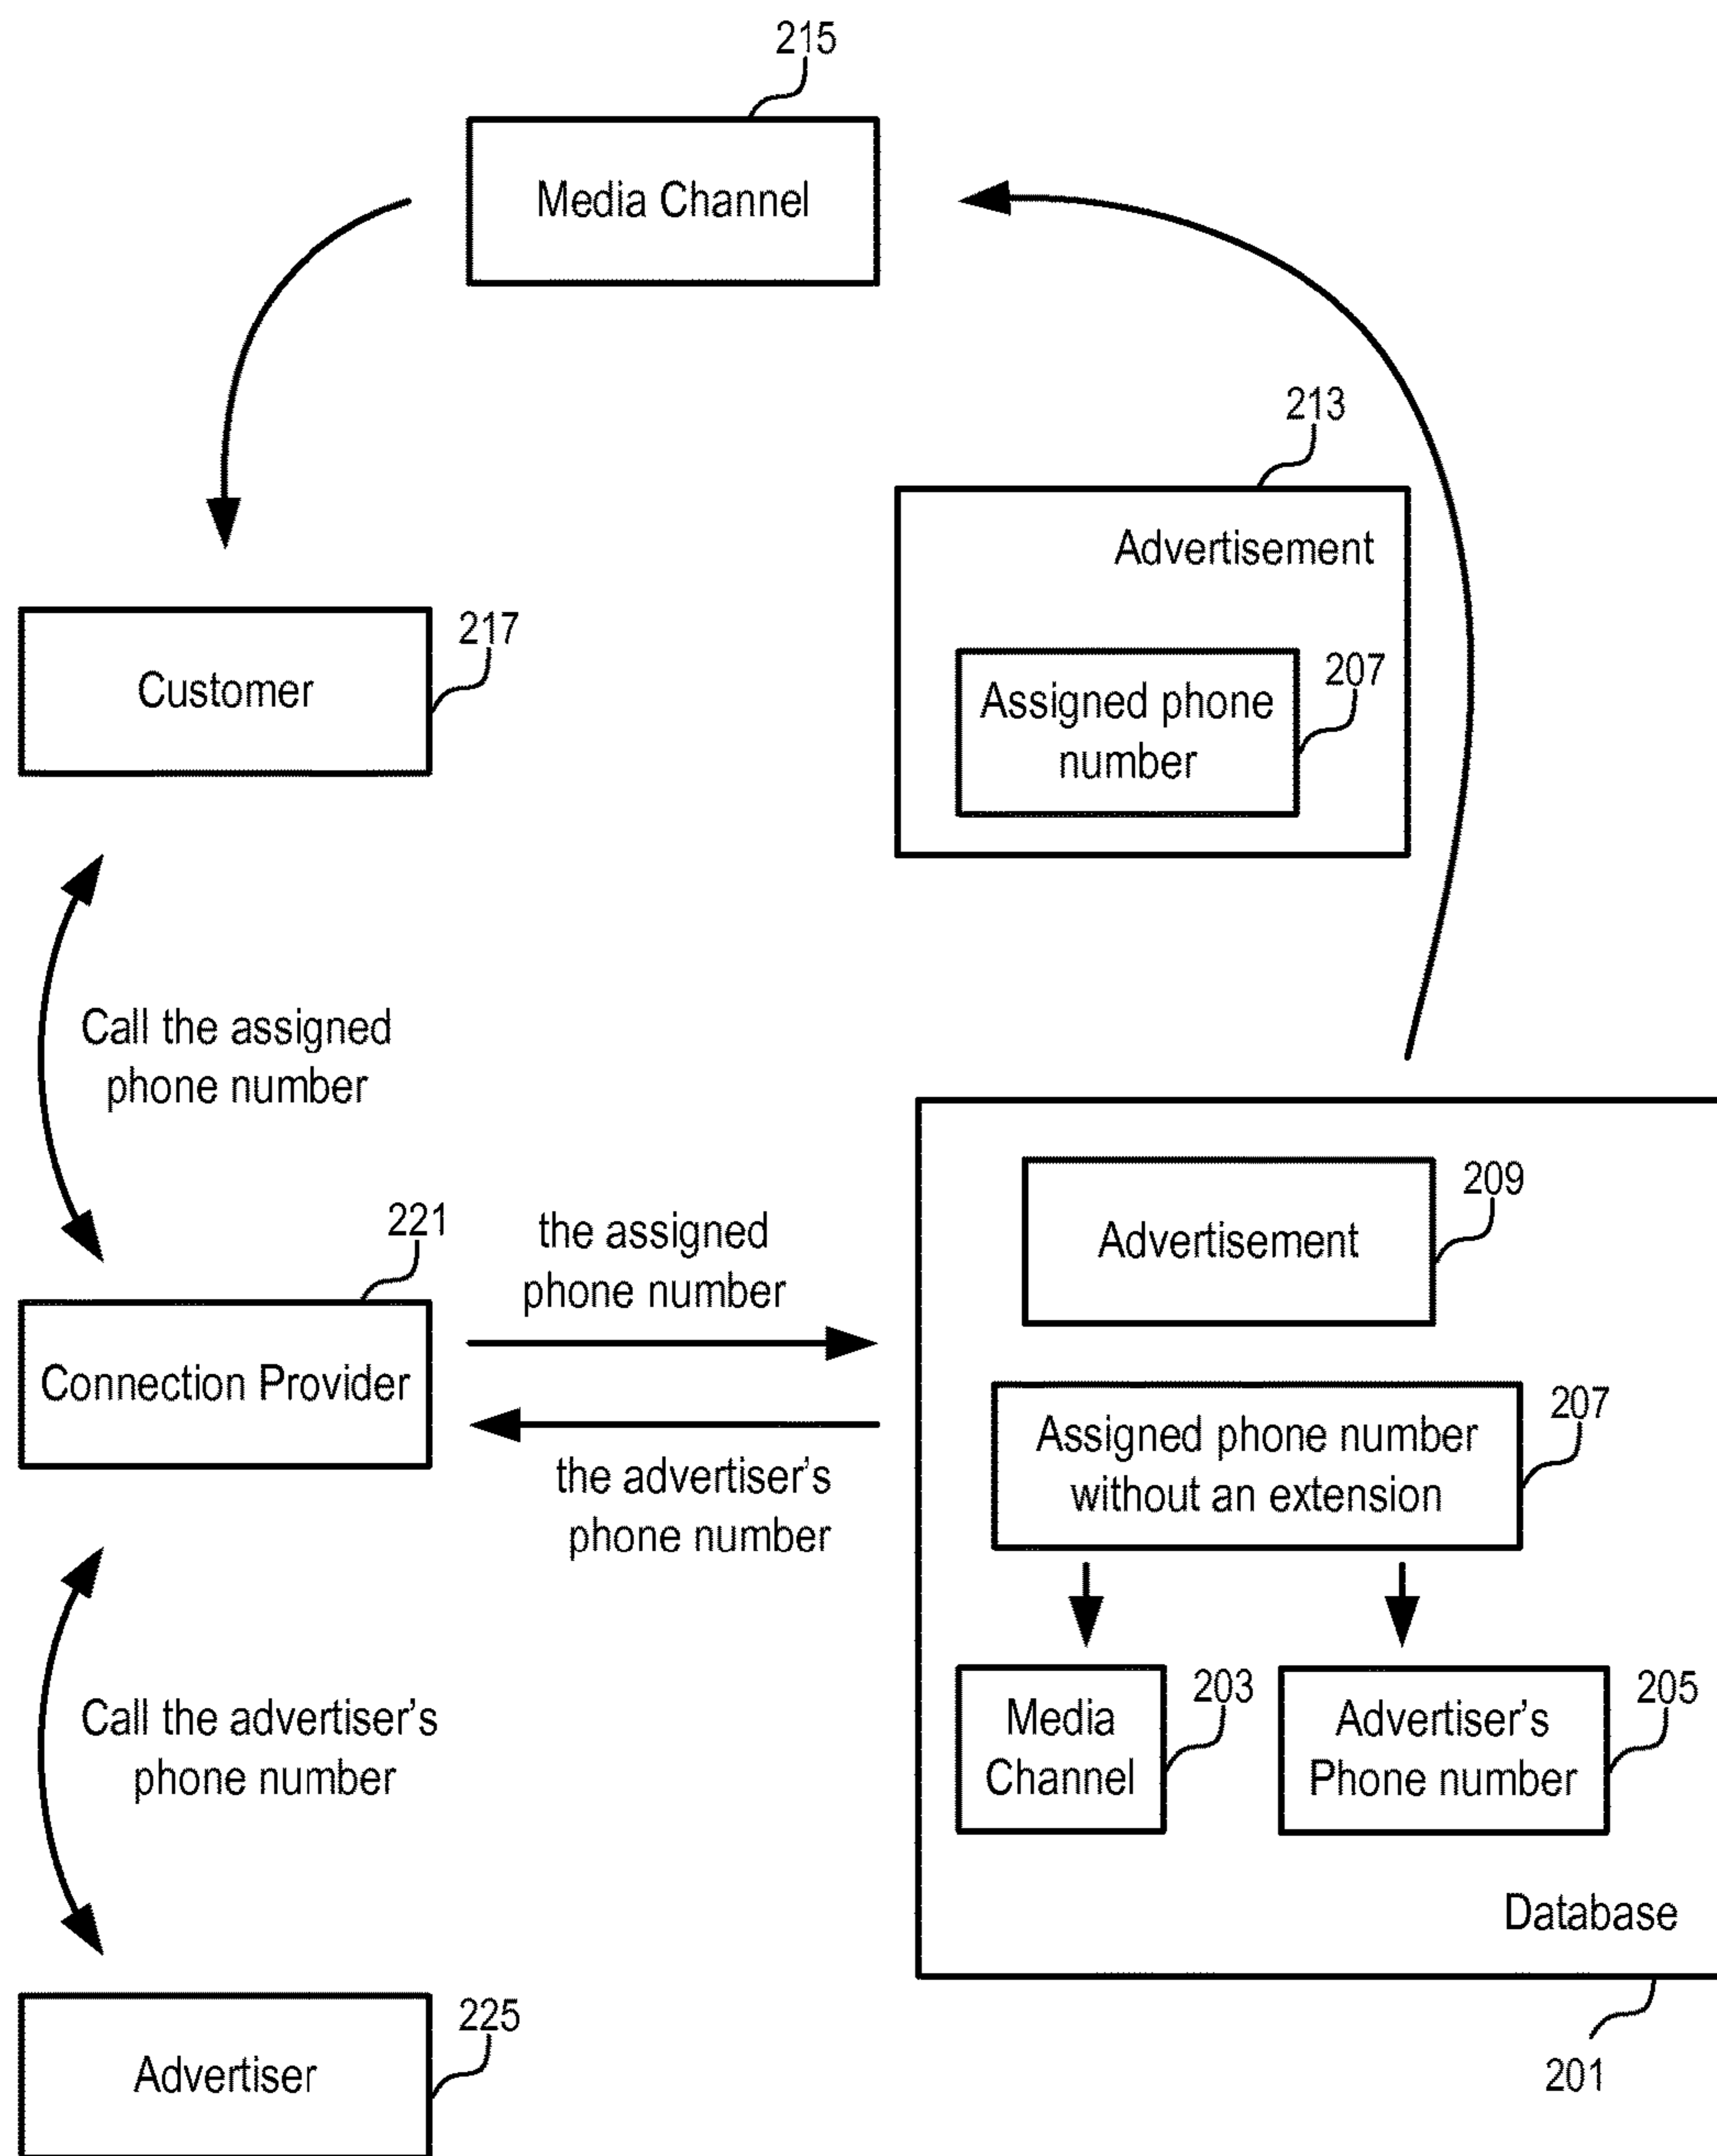 215
Media Channel
213
Advertisement
207
Assigned phone
number
217
Customer
Call the assigned
phone number
221
Connection Provider
the assigned
phone number
the advertiser's
phone number
209
Advertisement
207
Assigned phone number
without an extension
203
Media
Channel
205
Advertiser's
Phone number
Database
201
Call the advertiser's
phone number
225
Advertiser